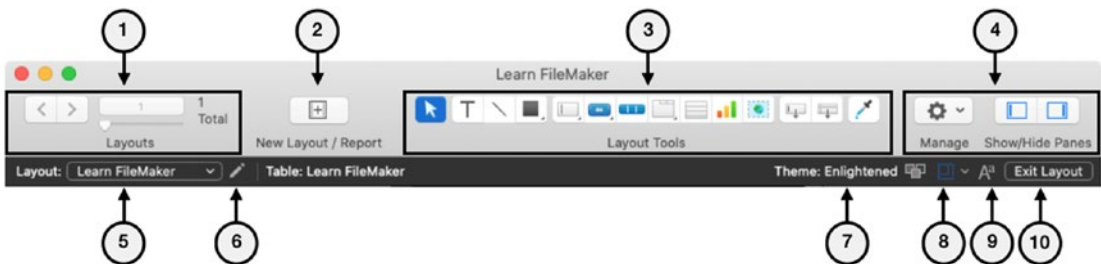 1 2 3 4
Learn FileMaker
1
1
Total
T
Layouts New Layout / Report Layout Tools Manage Show/Hide Panes
Layout: Learn FileMaker Table: Learn FileMaker Theme: Enlightened Aa Exit Layout
5 6 7 8 9 10